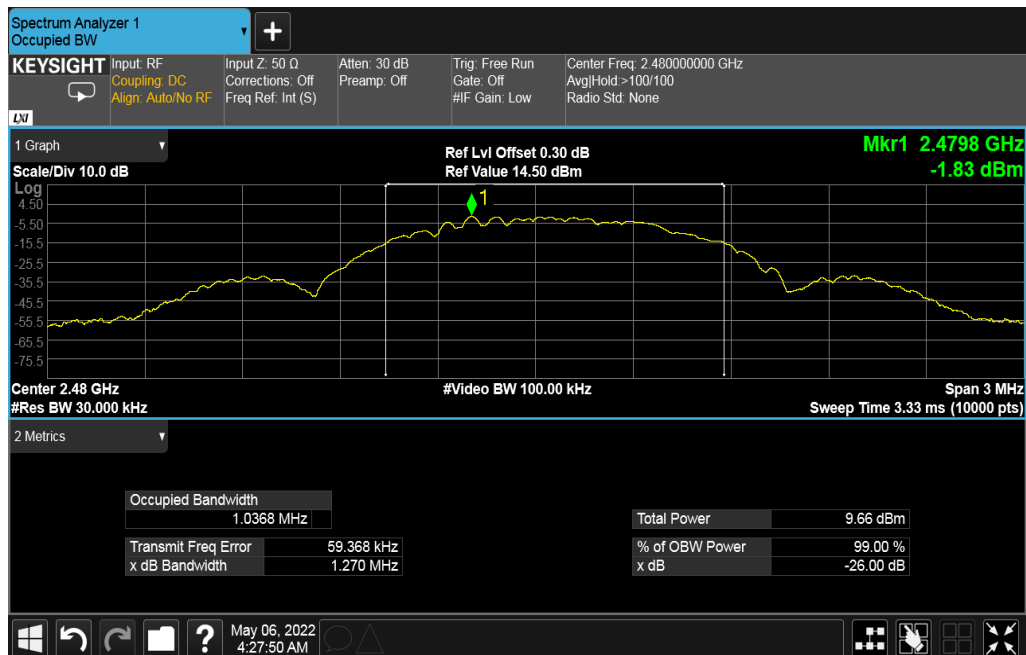 Spectrum Analyzer 1
Occupied BW
KEYSIGHT
LXI
Input: RF
Coupling: DC
Align: Auto/No RF
Input Z: 50 Ω
Corrections: Off
Freq Ref: Int (S)
Atten: 30 dB
Preamp: Off
Trig: Free Run
Gate: Off
#IF Gain: Low
Center Freq: 2.480000000 GHz
Avg|Hold:>100/100
Radio Std: None
1 Graph
Scale/Div 10.0 dB
Ref Lvl Offset 0.30 dB
Ref Value 14.50 dBm
Mkr1 2.4798 GHz
-1.83 dBm
Log
1
4.50
-5.50
-15.5
-25.5
-35.5
-45.5
-55.5
-65.5
-75.5
Center 2.48 GHz
#Video BW 100.00 kHz
Span 3 MHz
#Res BW 30.000 kHz
Sweep Time 3.33 ms (10000 pts)
2 Metrics
Occupied Bandwidth
1.0368 MHz
Total Power 9.66 dBm
Transmit Freq Error 59.368 kHz
% of OBW Power 99.00 %
x dB Bandwidth 1.270 MHz
x dB -26.00 dB
?
May 06, 2022
4:27:50 AM